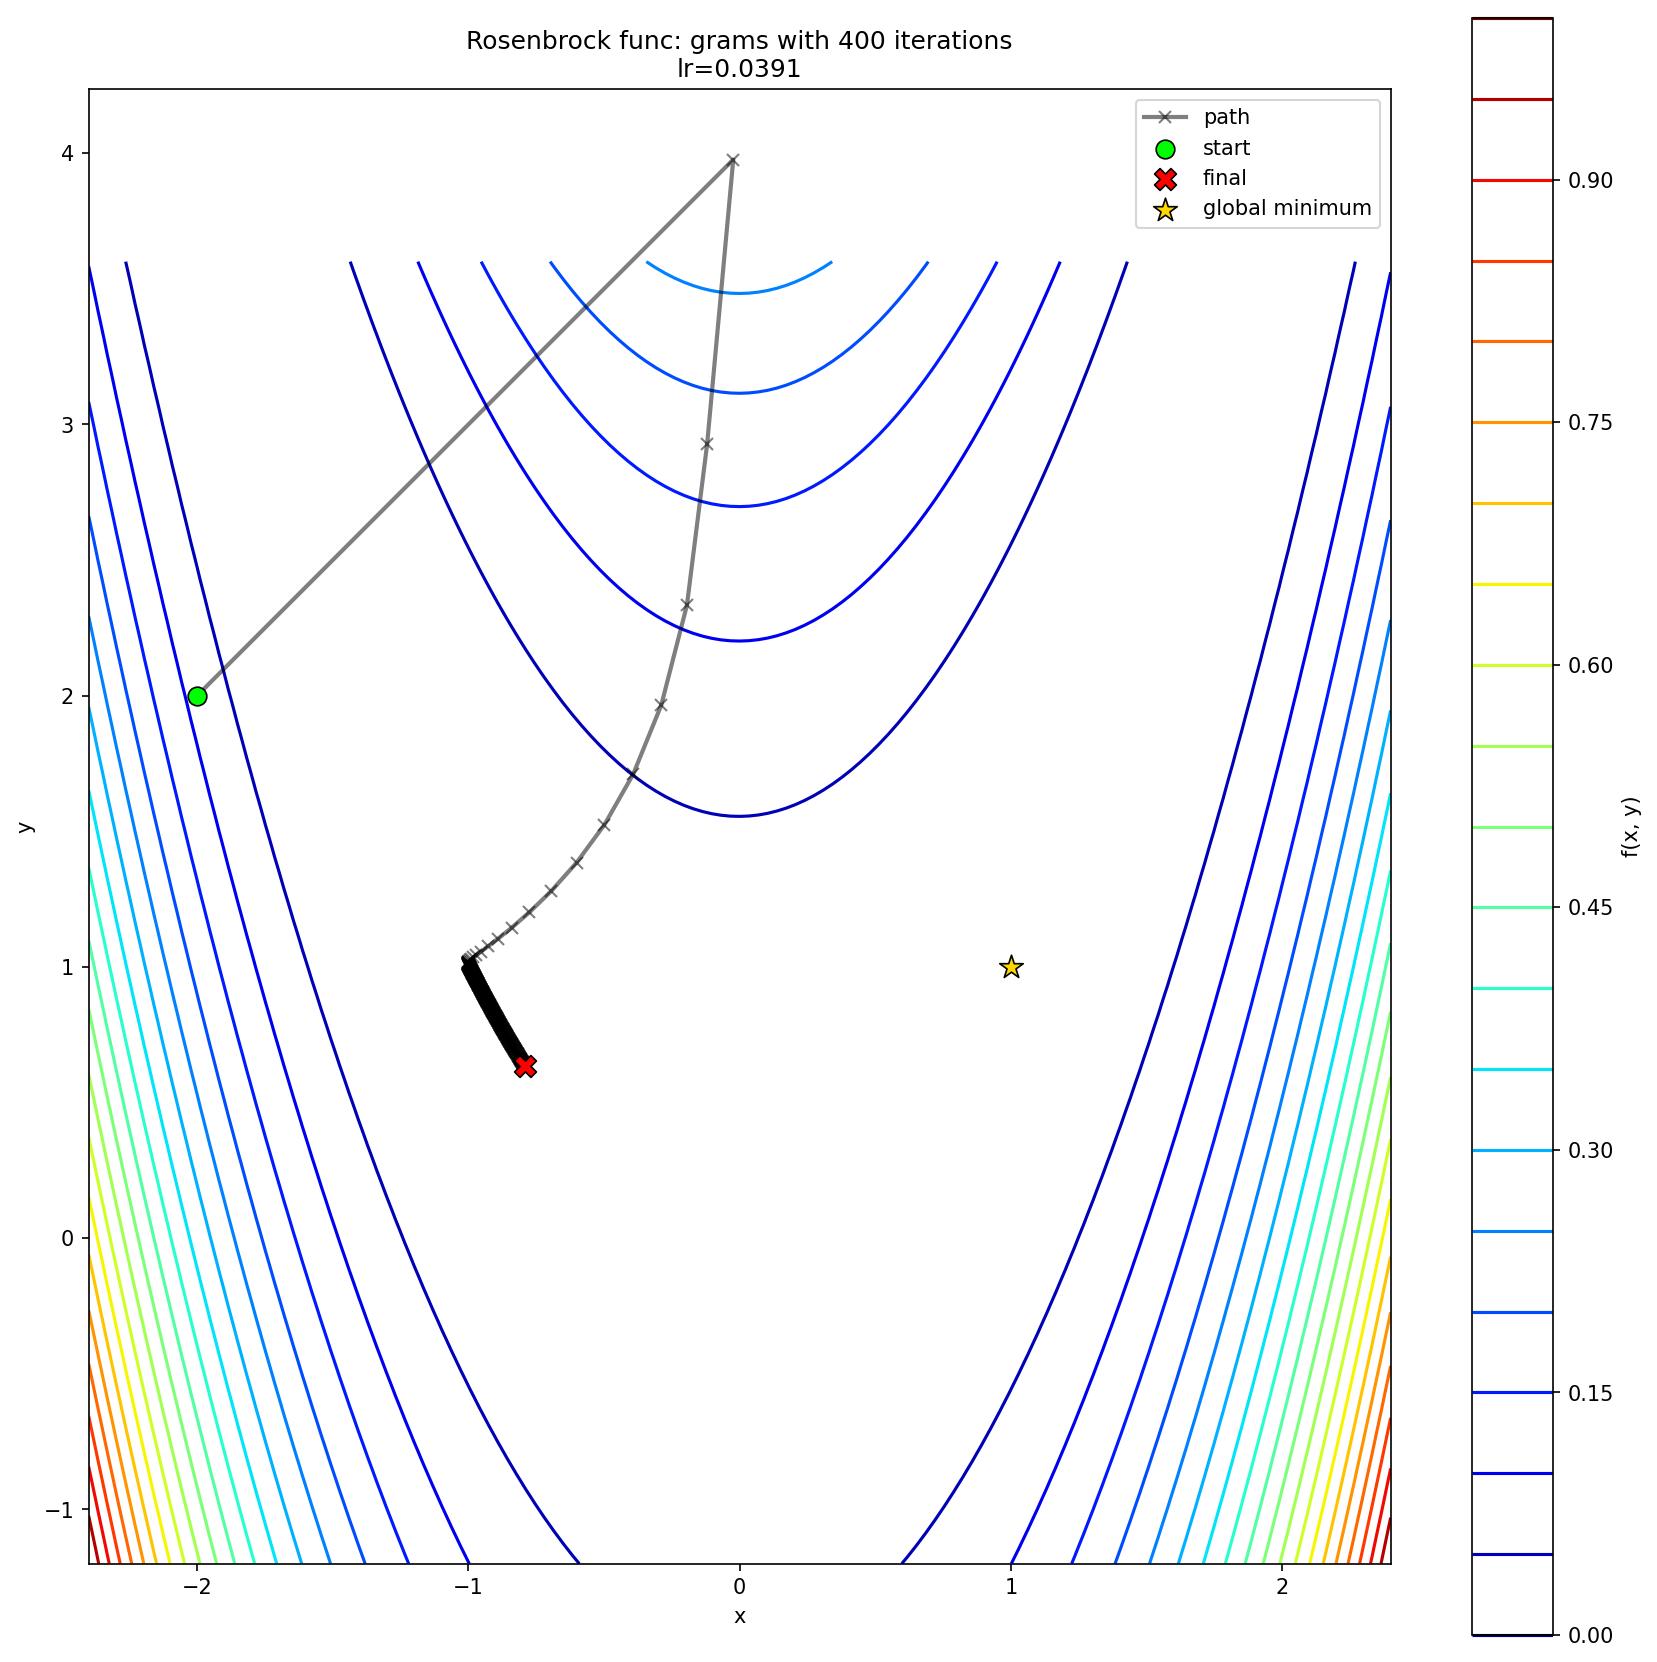 Rosenbrock func: grams with 400 iterations
lr=0.0391
path
start
final
global minimum
4
3
2
1
0
−1
y
−2
−1
0
1
2
x
0.90
0.75
0.60
0.45
0.30
0.15
0.00
f(x, y)